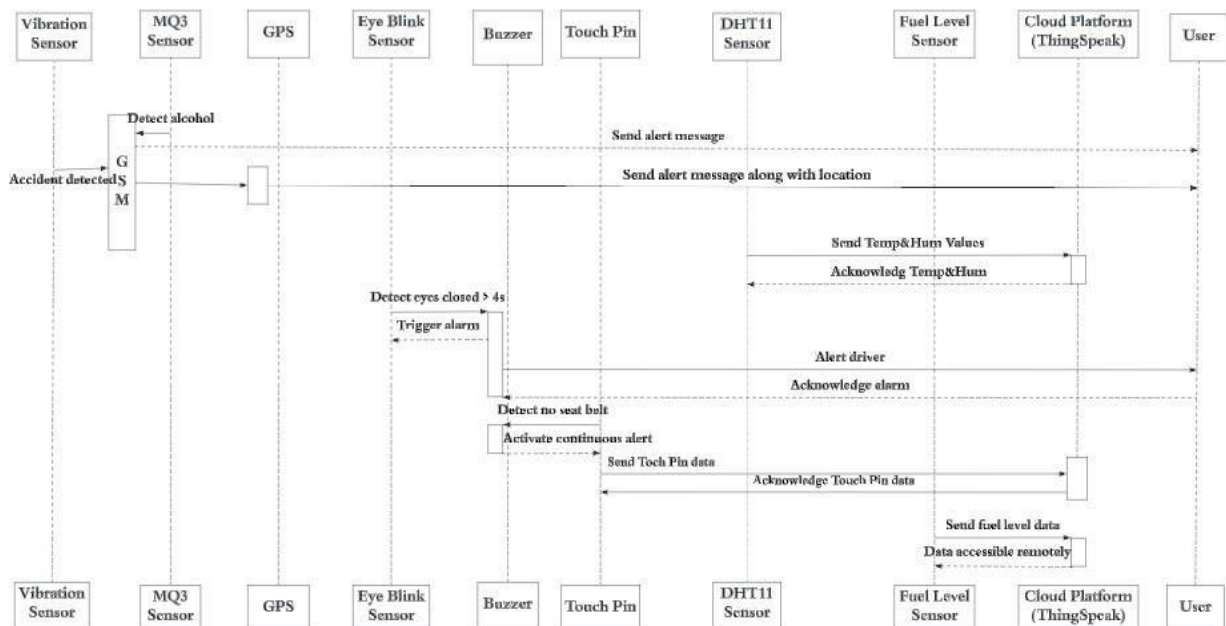 Vibration
Sensor
MQ3
Sensor
GPS
Eye Blink
Sensor
Buzzer
Touch Pin
DHT11
Sensor
Fuel Level
Sensor
Cloud Platform
(ThingSpeak)
User
Detect alcohol
Send alert message
G
S
M
Accident detected
Send alert message along with location
Send Temp&Hum Values
Acknowledg Temp&Hum
Detect eyes closed > 4s
Trigger alarm
Alert driver
Acknowledge alarm
Detect no seat belt
Activate continuous alert
Send Toch Pin data
Acknowledge Touch Pin data
Send fuel level data
Data accessible remotely
Vibration
Sensor
MQ3
Sensor
GPS
Eye Blink
Sensor
Buzzer
Touch Pin
DHT11
Sensor
Fuel Level
Sensor
Cloud Platform
(ThingSpeak)
User